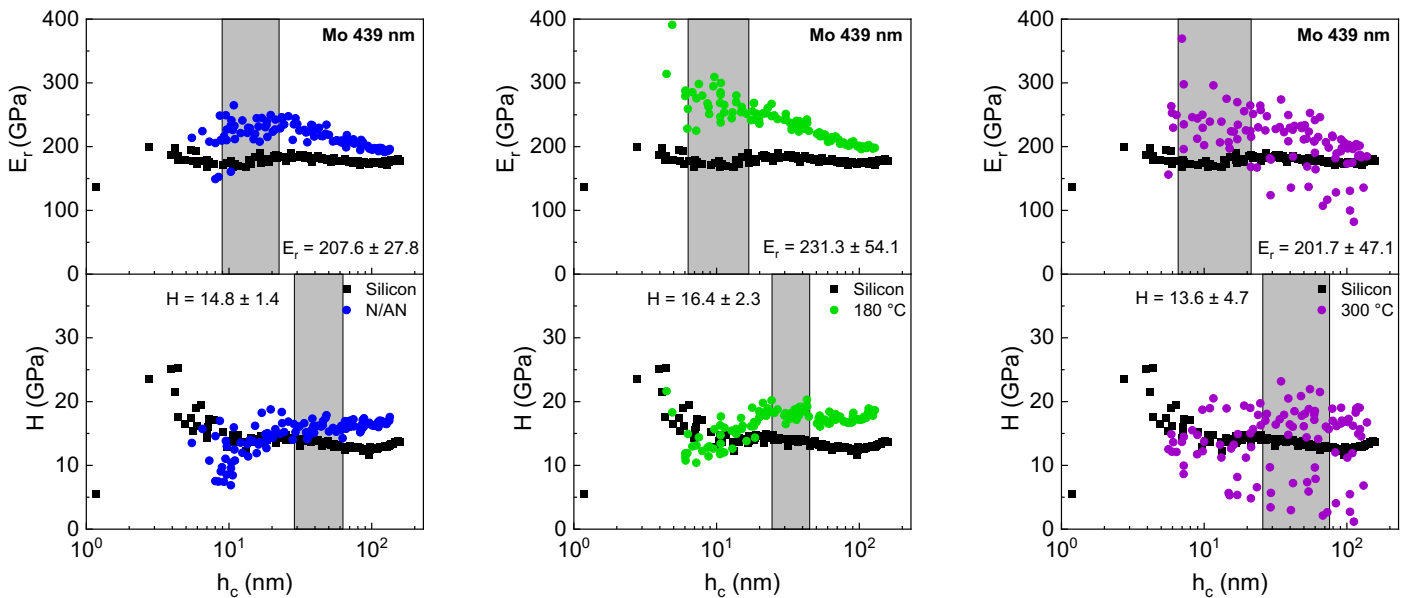 400
300
200
100
0
E_r (GPa)
Mo 439 nm
E_r = 207.6 ± 27.8
H = 14.8 ± 1.4
Silicon
N/AN
30
20
10
0
H (GPa)
10^0
10^1
10^2
h_c (nm)
400
300
200
100
0
E_r (GPa)
Mo 439 nm
E_r = 231.3 ± 54.1
H = 16.4 ± 2.3
Silicon
180 °C
30
20
10
0
H (GPa)
10^0
10^1
10^2
h_c (nm)
400
300
200
100
0
E_r (GPa)
Mo 439 nm
E_r = 201.7 ± 47.1
H = 13.6 ± 4.7
Silicon
300 °C
30
20
10
0
H (GPa)
10^0
10^1
10^2
h_c (nm)